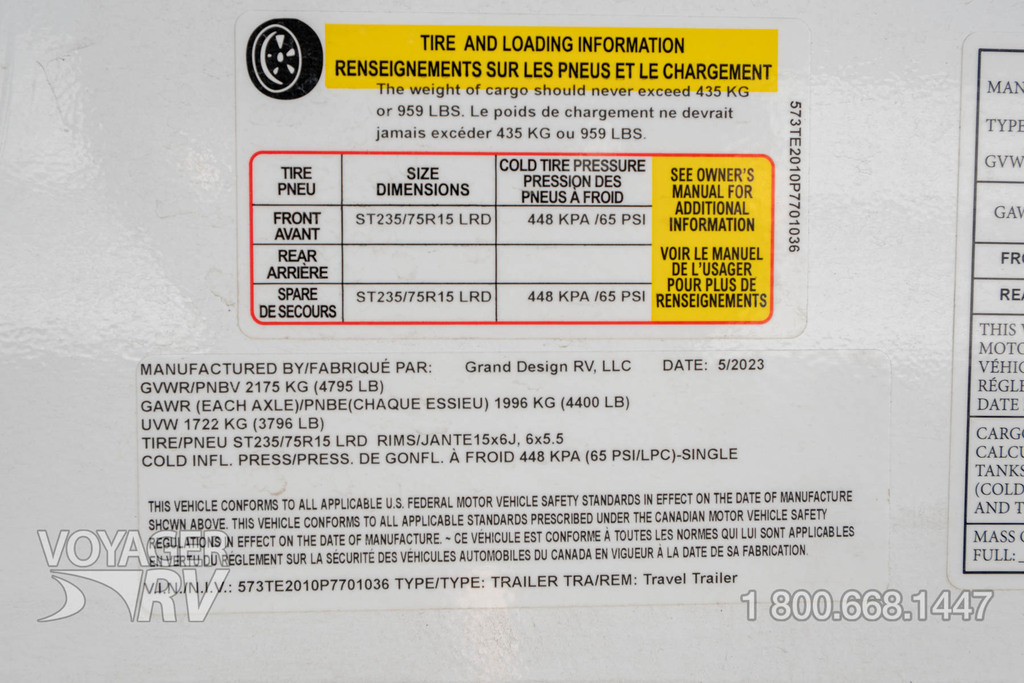 TIRE AND LOADING INFORMATION
RENSEIGNEMENTS SUR LES PNEUS ET LE CHARGEMENT
The weight of cargo should never exceed 435 KG
or 959 LBS. Le poids de chargement ne devrait
jamais excéder 435 KG ou 959 LBS.
573TE2010P7701036
TIRE
PNEU
SIZE
DIMENSIONS
COLD TIRE PRESSURE
PRESSION DES
PNEUS À FROID
SEE OWNER'S
MANUAL FOR
ADDITIONAL
INFORMATION
FRONT
AVANT
ST235/75R15 LRD
448 KPA /65 PSI
REAR
ARRIÈRE
VOIR LE MANUEL
DE L'USAGER
POUR PLUS DE
RENSEIGNEMENTS
SPARE
DE SECOURS
ST235/75R15 LRD
448 KPA /65 PSI
MANUFACTURED BY/FABRIQUÉ PAR: Grand Design RV, LLC DATE: 5/2023
GVWR/PNBV 2175 KG (4795 LB)
GAWR (EACH AXLE)/PNBE(CHAQUE ESSIEU) 1996 KG (4400 LB)
UVW 1722 KG (3796 LB)
TIRE/PNEU ST235/75R15 LRD RIMS/JANTE15x6J, 6x5.5
COLD INFL. PRESS/PRESS. DE GONFL. À FROID 448 KPA (65 PSI/LPC)-SINGLE
THIS VEHICLE CONFORMS TO ALL APPLICABLE U.S. FEDERAL MOTOR VEHICLE SAFETY STANDARDS IN EFFECT ON THE DATE OF MANUFACTURE
SHOWN ABOVE. THIS VEHICLE CONFORMS TO ALL APPLICABLE STANDARDS PRESCRIBED UNDER THE CANADIAN MOTOR VEHICLE SAFETY
REGULATIONS IN EFFECT ON THE DATE OF MANUFACTURE. ~ CE VÉHICULE EST CONFORME À TOUTES LES NORMES QUI LUI SONT APPLICABLES
EN VERTU DU RÈGLEMENT SUR LA SÉCURITÉ DES VÉHICULES AUTOMOBILES DU CANADA EN VIGUEUR À LA DATE DE SA FABRICATION.
V.I.N./N.I.V.: 573TE2010P7701036 TYPE/TYPE: TRAILER TRA/REM: Travel Trailer
VOYAGER
RV
1 800.668.1447
MAN
TYPE
GVW
GAW
FRO
REA
THIS V
MOTO
VÉHIC
RÉGLE
DATE
CARGO
CALCU
TANKS
(COLD
AND T
MASS C
FULL: